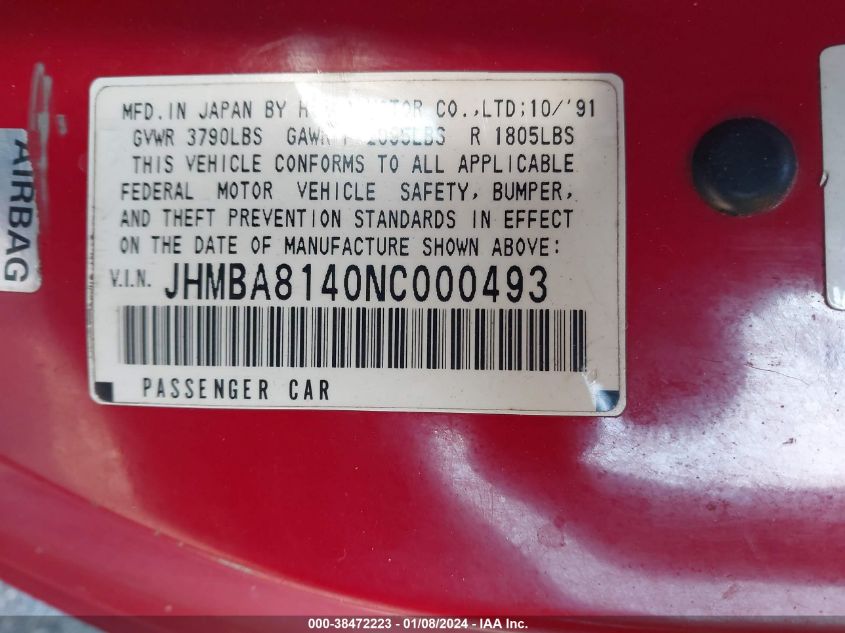 MFD. IN JAPAN BY CO., LTD; 10/'91
GVWR 3790LBS GAWR R 1805LBS
THIS VEHICLE CONFORMS TO ALL APPLICABLE
FEDERAL MOTOR VEHICLE SAFETY, BUMPER,
AND THEFT PREVENTION STANDARDS IN EFFECT
ON THE DATE OF MANUFACTURE SHOWN ABOVE:
V.I.N. JHMBA8140NC000493
PASSENGER CAR
AIRBAG
000-38472223 - 01/08/2024 - IAAI Inc.